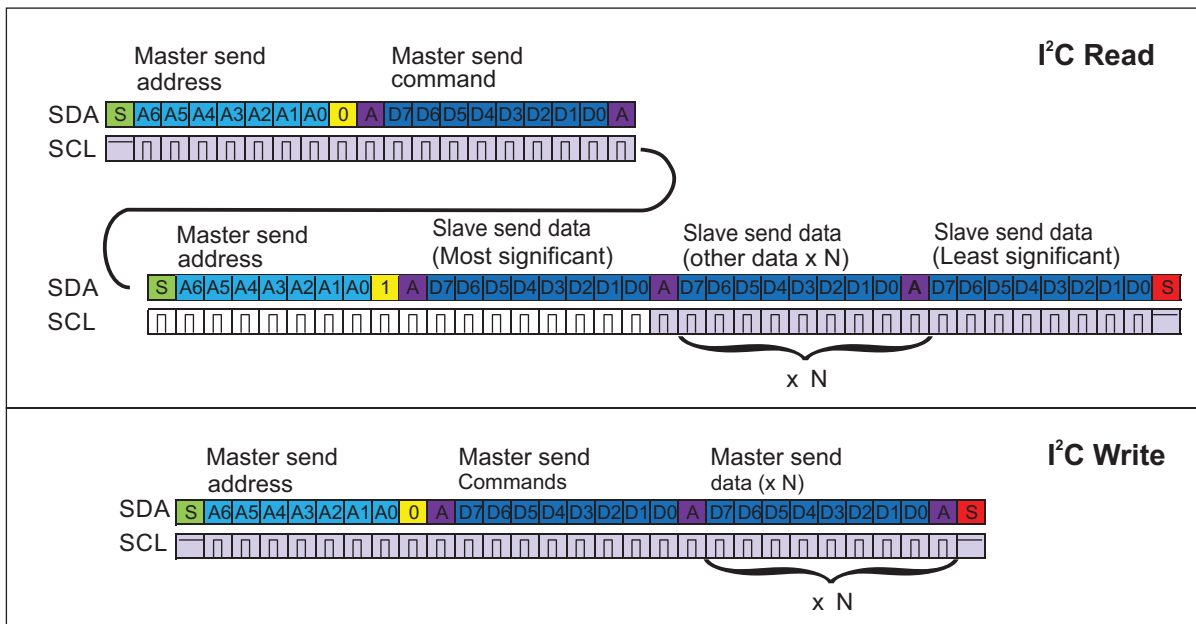 I²C Read
Master send
address
Master send
command
SDA S A6 A5 A4 A3 A2 A1 A0 0 A D7 D6 D5 D4 D3 D2 D1 D0 A
SCL
Master send
address
Slave send data
(Most significant)
Slave send data
(other data x N)
Slave send data
(Least significant)
SDA S A6 A5 A4 A3 A2 A1 A0 1 A D7 D6 D5 D4 D3 D2 D1 D0 A D7 D6 D5 D4 D3 D2 D1 D0 A D7 D6 D5 D4 D3 D2 D1 D0 S
SCL
x N
I²C Write
Master send
address
Master send
Commands
Master send
data (x N)
SDA S A6 A5 A4 A3 A2 A1 A0 0 A D7 D6 D5 D4 D3 D2 D1 D0 A D7 D6 D5 D4 D3 D2 D1 D0 A S
SCL
x N